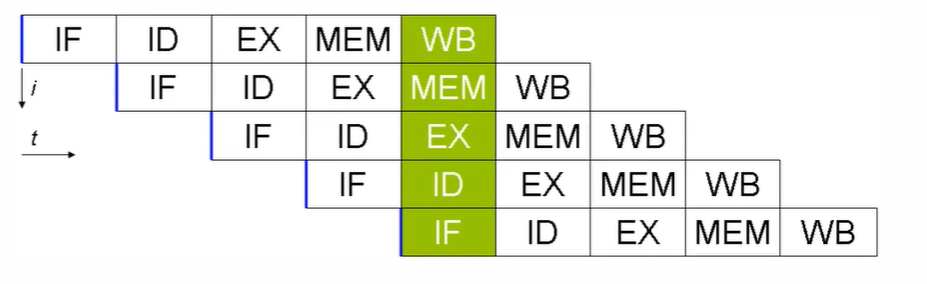 IF ID EX MEM WB
i IF ID EX MEM WB
t IF ID EX MEM WB
IF ID EX MEM WB
IF ID EX MEM WB